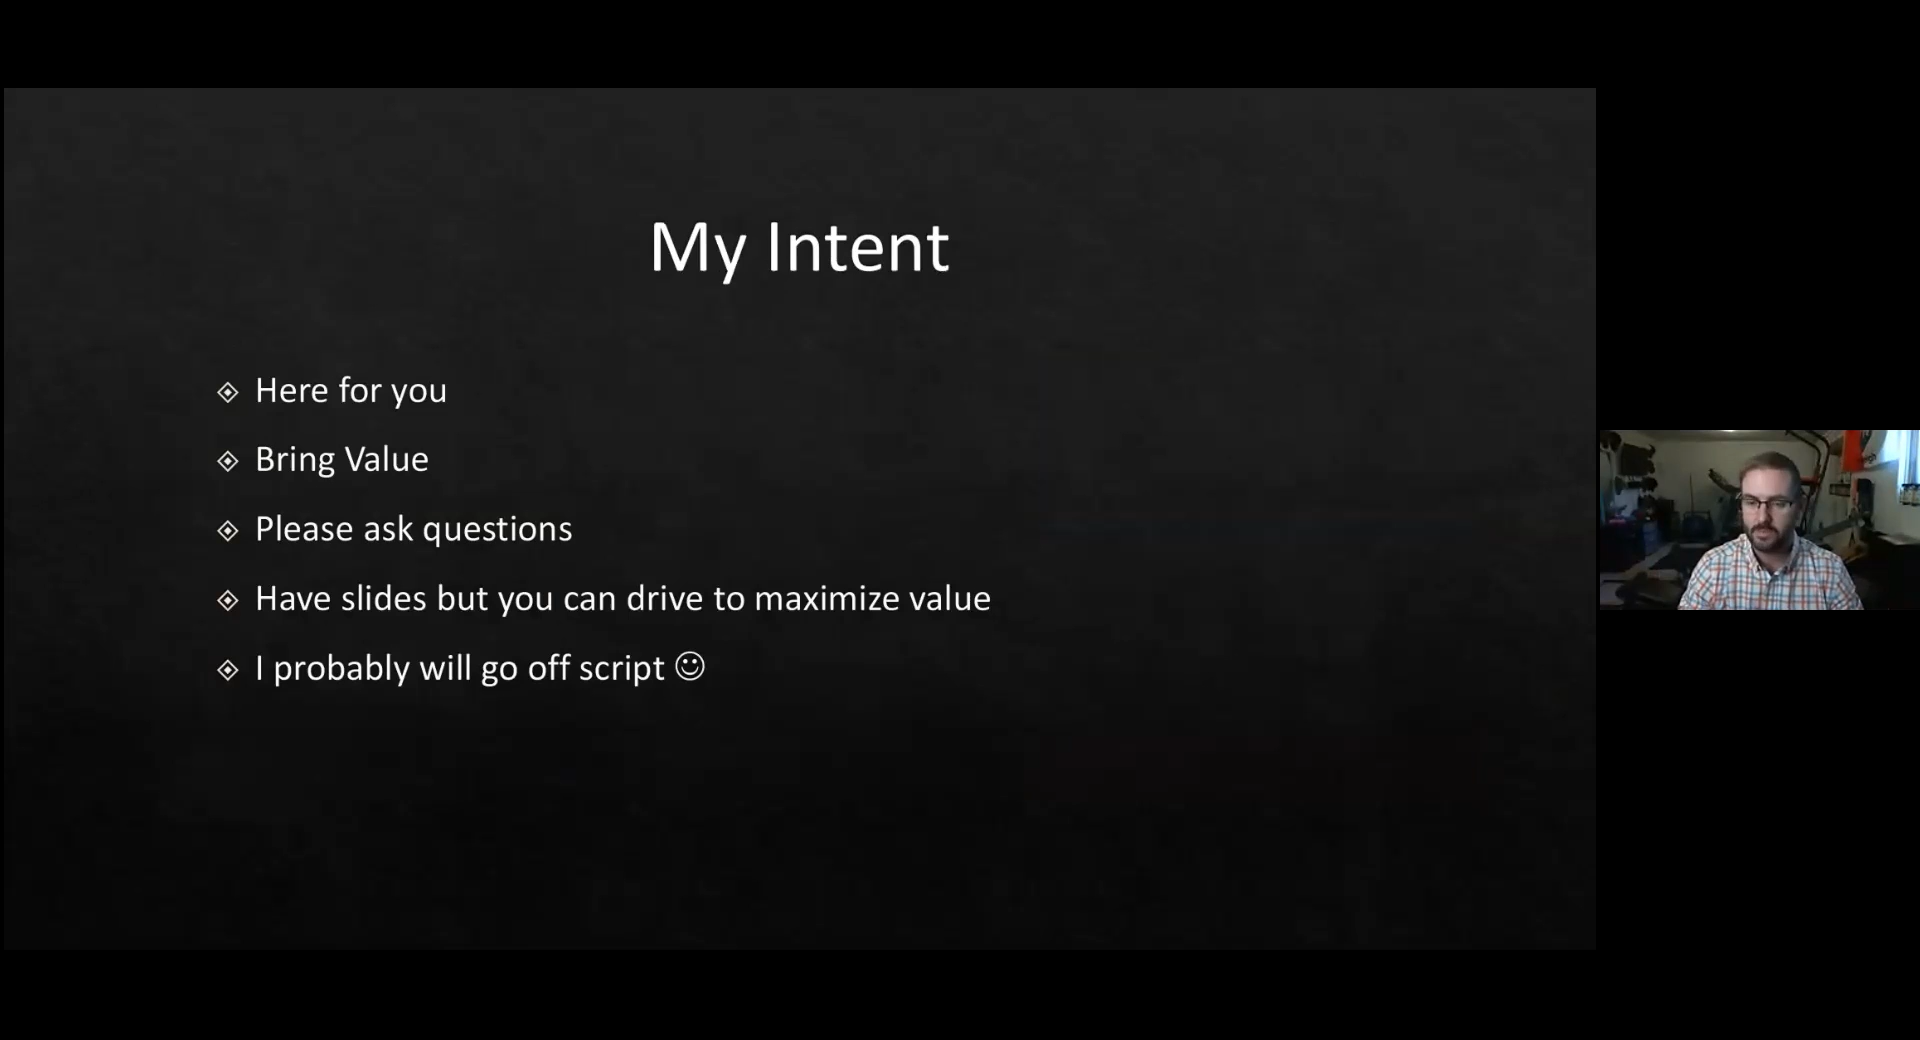 My Intent
Here for you
Bring Value
Please ask questions
Have slides but you can drive to maximize value
I probably will go off script ☺